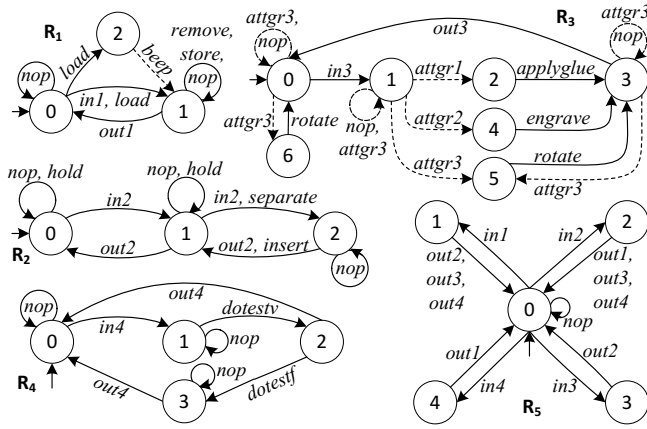 R1
nop
load
2
beep
remove,
store,
nop
0
in1, load
1
out1
R3
attgr3,
nop
out3
attgr3,
nop
0
in3
1
attgr1
2
applyglue
3
attgr3
rotate
nop,
attgr3
attgr2
4
engrave
6
attgr3
5
rotate
attgr3
R2
nop, hold
nop, hold
0
in2
1
in2, separate
2
out2
out2, insert
nop
R4
nop
out4
0
in4
1
dotestv
2
nop
nop
out4
3
dotestf
R5
1
in1
in2
2
out2,
out3,
out4
out1,
out3,
out4
0
nop
out1
out2
4
in4
in3
3